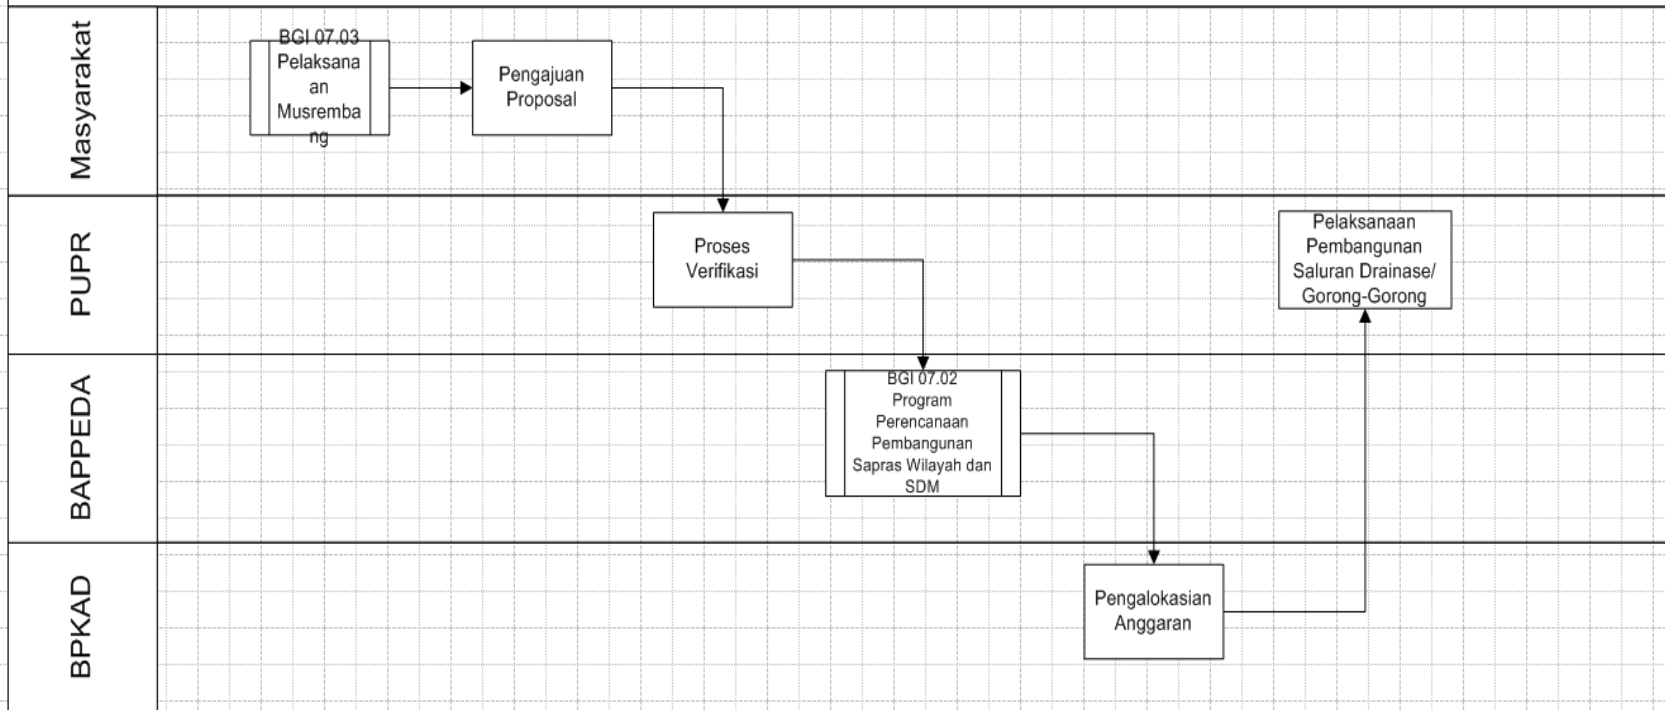 Masyarakat
BGI 07.03
Pelaksana
an
Musremba
ng
Pengajuan
Proposal
PUPR
Proses
Verifikasi
Pelaksanaan
Pembangunan
Saluran Drainase/
Gorong-Gorong
BAPPEDA
BGI 07.02
Program
Perencanaan
Pembangunan
Sapras Wilayah dan
SDM
BPKAD
Pengalokasian
Anggaran